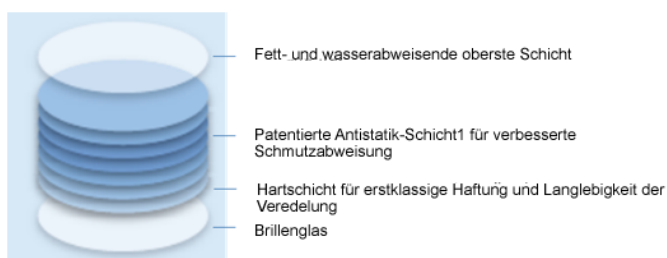 Fett- und wasserabweisende oberste Schicht
Patentierte Antistatik-Schicht1 für verbesserte
Schmutzabweisung
Hartschicht für erstklassige Haftung und Langlebigkeit der
Veredelung
Brillenglas